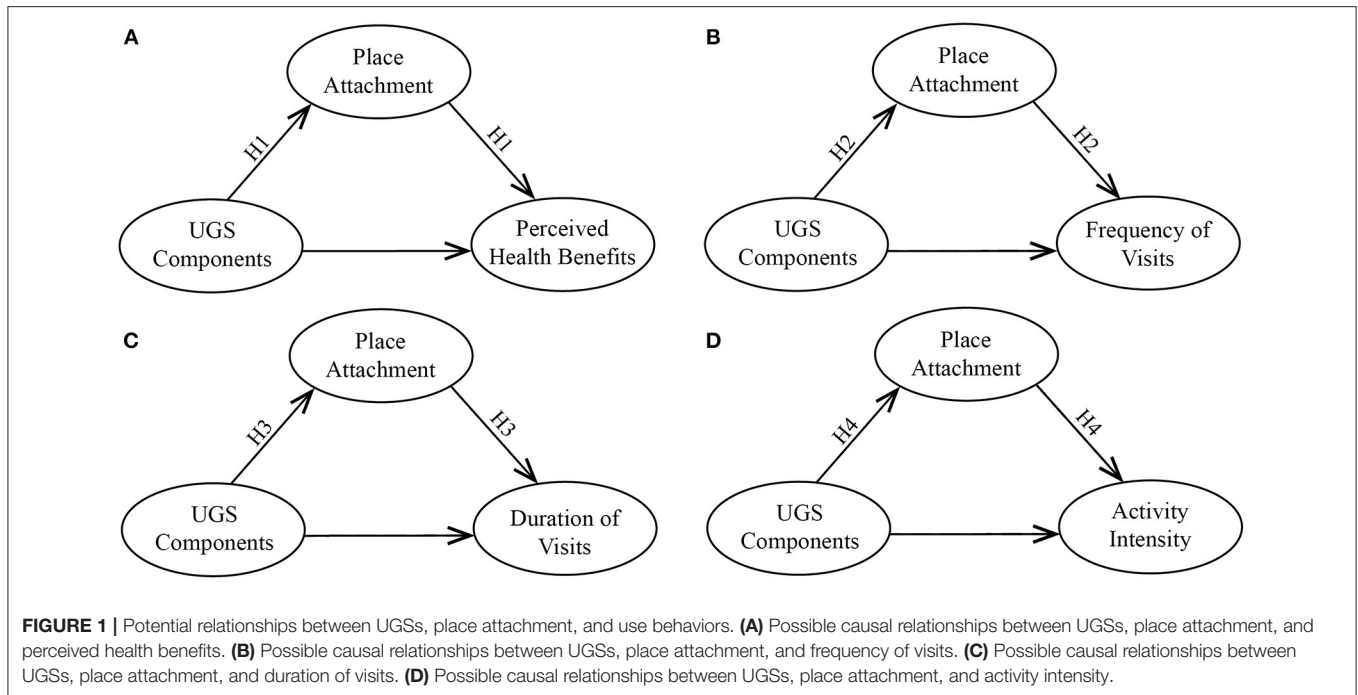 A
Place
Attachment
H1
H1
UGS
Components
Perceived
Health Benefits
B
Place
Attachment
H2
H2
UGS
Components
Frequency of
Visits
C
Place
Attachment
H3
H3
UGS
Components
Duration of
Visits
D
Place
Attachment
H4
H4
UGS
Components
Activity
Intensity
FIGURE 1 | Potential relationships between UGSs, place attachment, and use behaviors. (A) Possible causal relationships between UGSs, place attachment, and
perceived health benefits. (B) Possible causal relationships between UGSs, place attachment, and frequency of visits. (C) Possible causal relationships between
UGSs, place attachment, and duration of visits. (D) Possible causal relationships between UGSs, place attachment, and activity intensity.